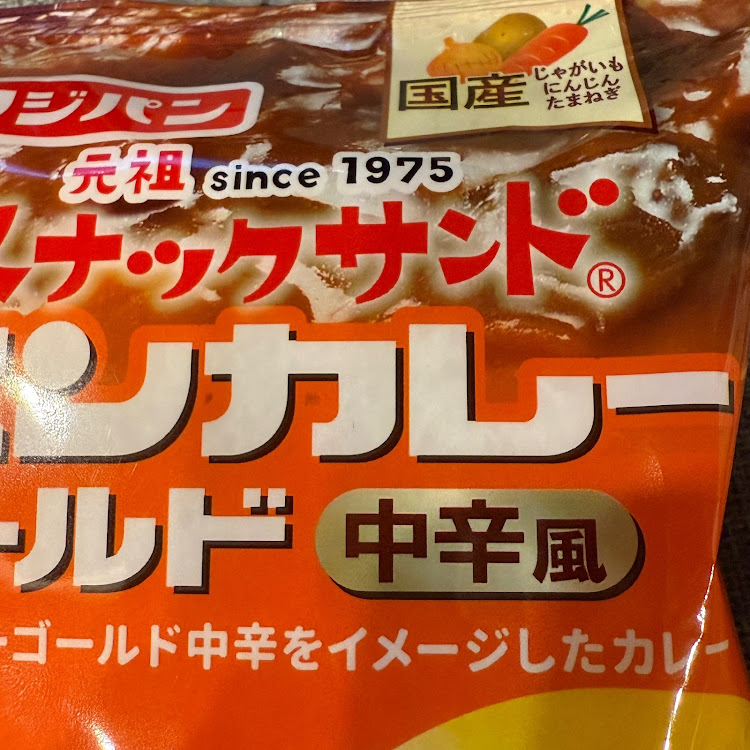 国産
じゃがいも
にんじん
たまねぎ
フジパン
元祖 since 1975
スナックサンド®
ンカレー
ールド 中辛風
ーゴールド中辛をイメージしたカレー